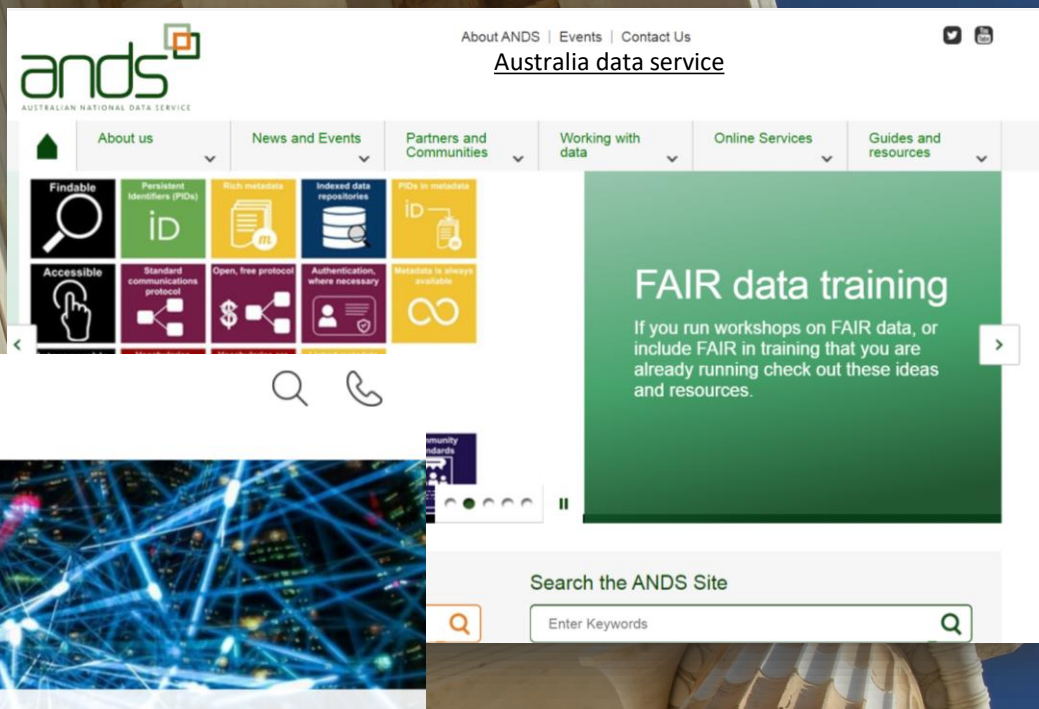 ands
AUSTRALIAN NATIONAL DATA SERVICE
About ANDS | Events | Contact Us
Australia data service
About us
News and Events
Partners and
Communities
Working with
data
Online Services
Guides and
resources
Findable
Persistent
Identifiers (PIDs)
iD
Rich metadata
m
Indexed data
repositories
PIDs in metadata
iD
Accessible
Standard
communications
protocol
Open, free protocol
$
Authentication,
where necessary
Metadata is always
available
FAIR data training
If you run workshops on FAIR data, or
include FAIR in training that you are
already running check out these ideas
and resources.
Search the ANDS Site
Enter Keywords